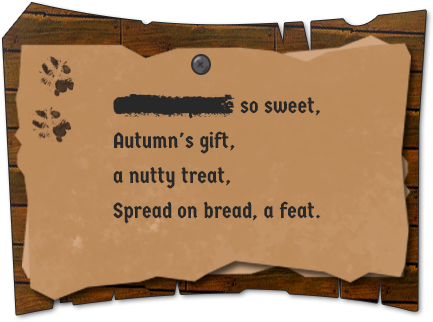 so sweet,
Autumn's gift,
a nutty treat,
Spread on bread, a feat.